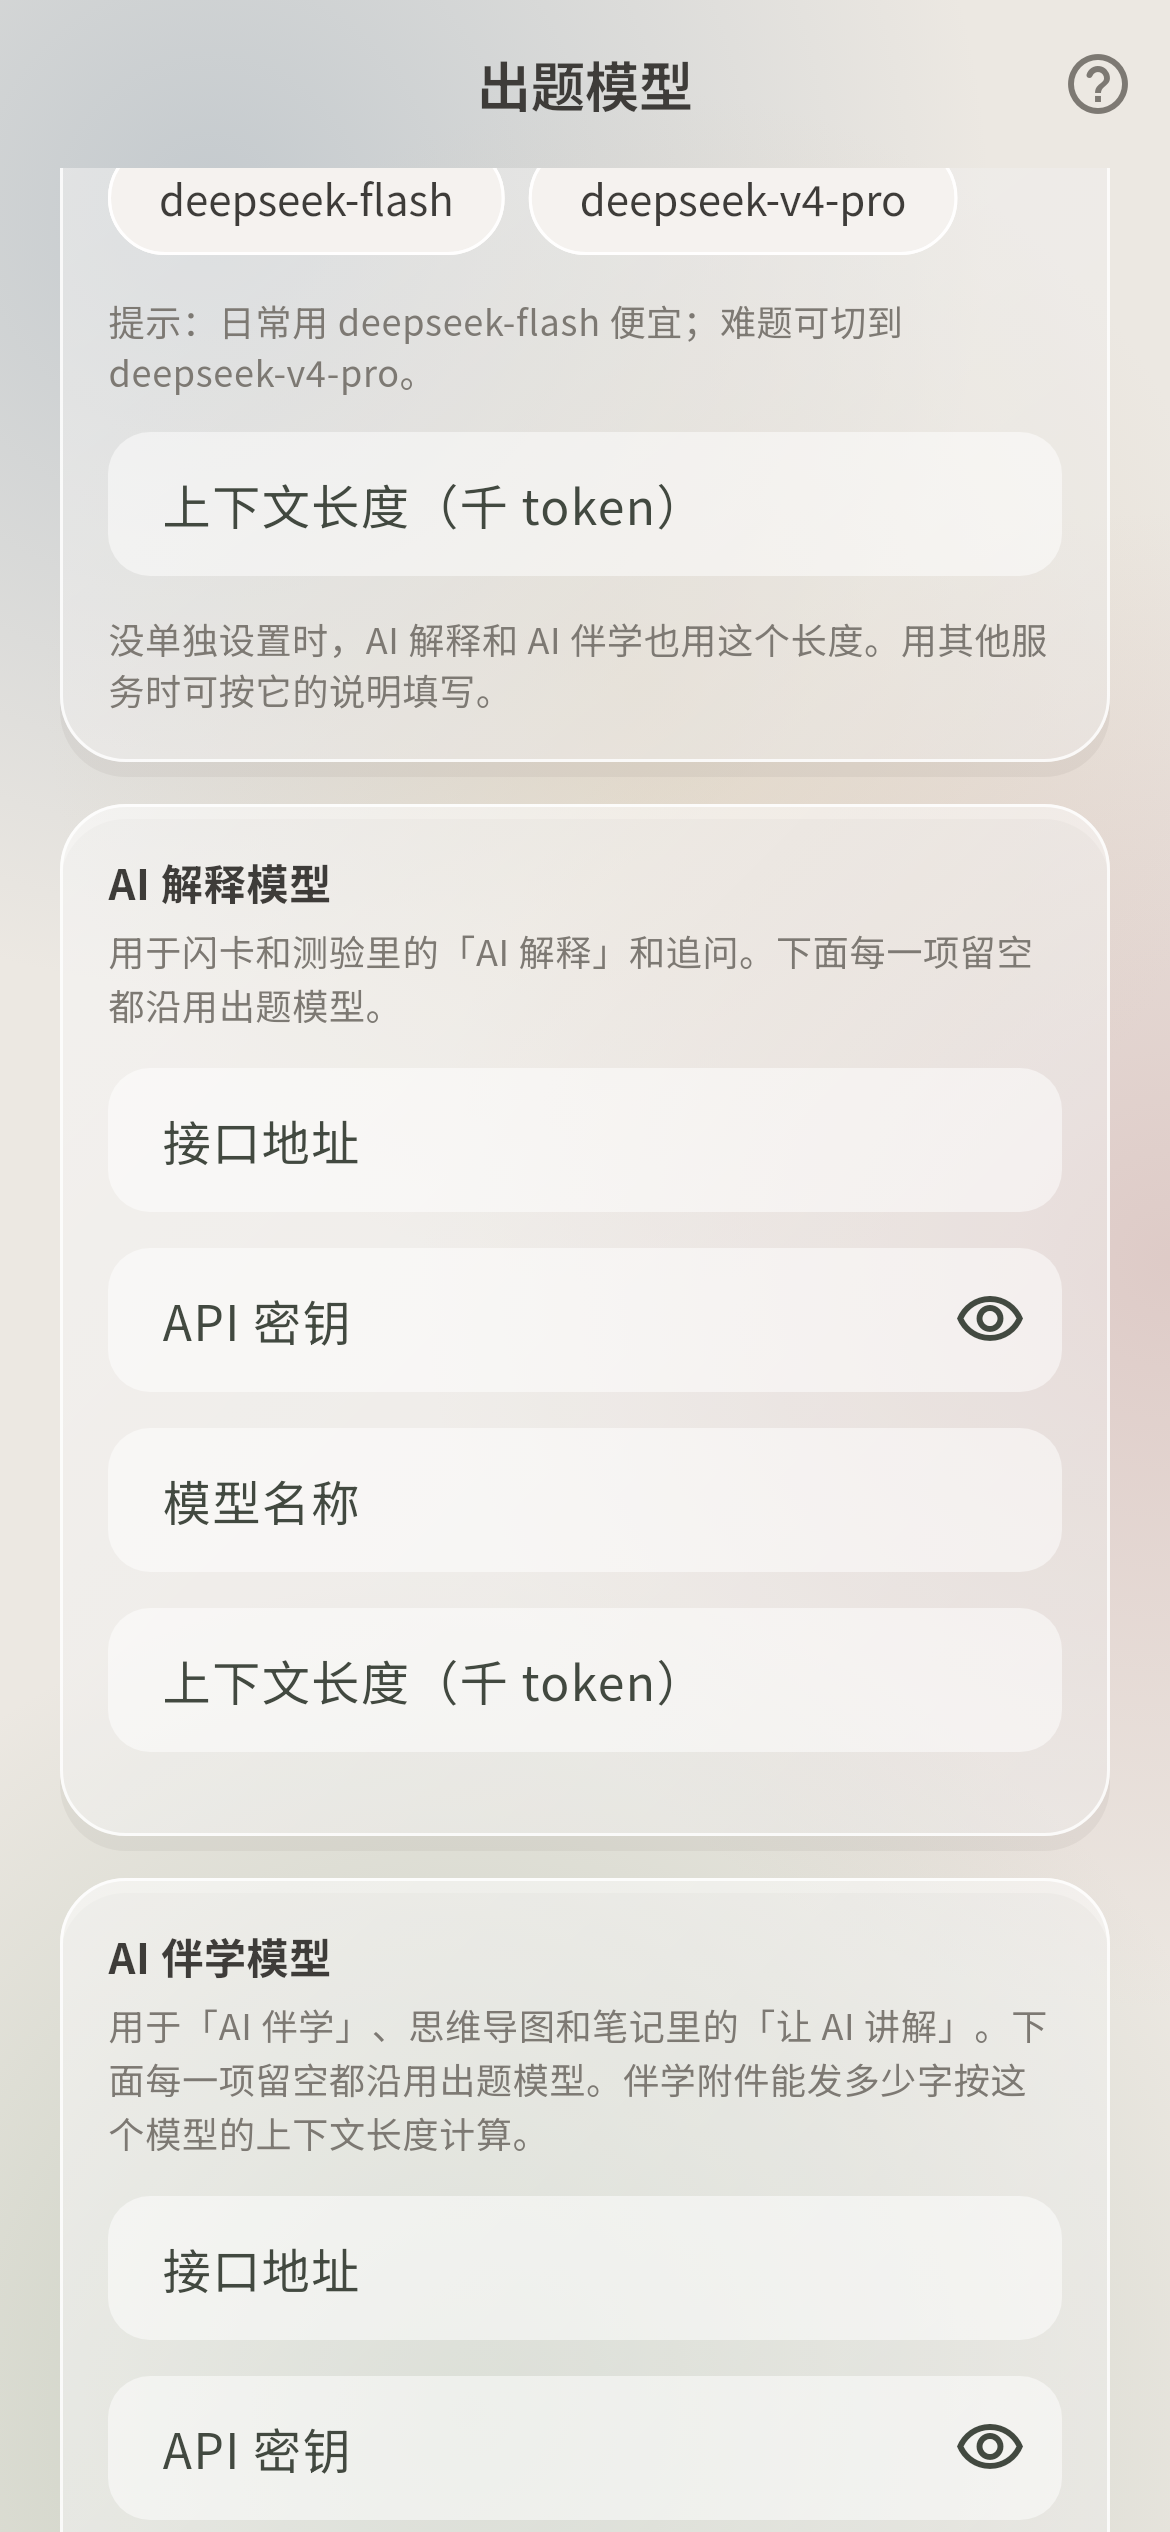 出题模型
deepseek-flash
deepseek-v4-pro
提示：日常用 deepseek-flash 便宜；难题可切到
deepseek-v4-pro。
上下文长度（千 token）
没单独设置时，AI 解释和 AI 伴学也用这个长度。用其他服
务时可按它的说明填写。
AI 解释模型
用于闪卡和测验里的「AI 解释」和追问。下面每一项留空
都沿用出题模型。
接口地址
API 密钥
模型名称
上下文长度（千 token）
AI 伴学模型
用于「AI 伴学」、思维导图和笔记里的「让 AI 讲解」。下
面每一项留空都沿用出题模型。伴学附件能发多少字按这
个模型的上下文长度计算。
接口地址
API 密钥